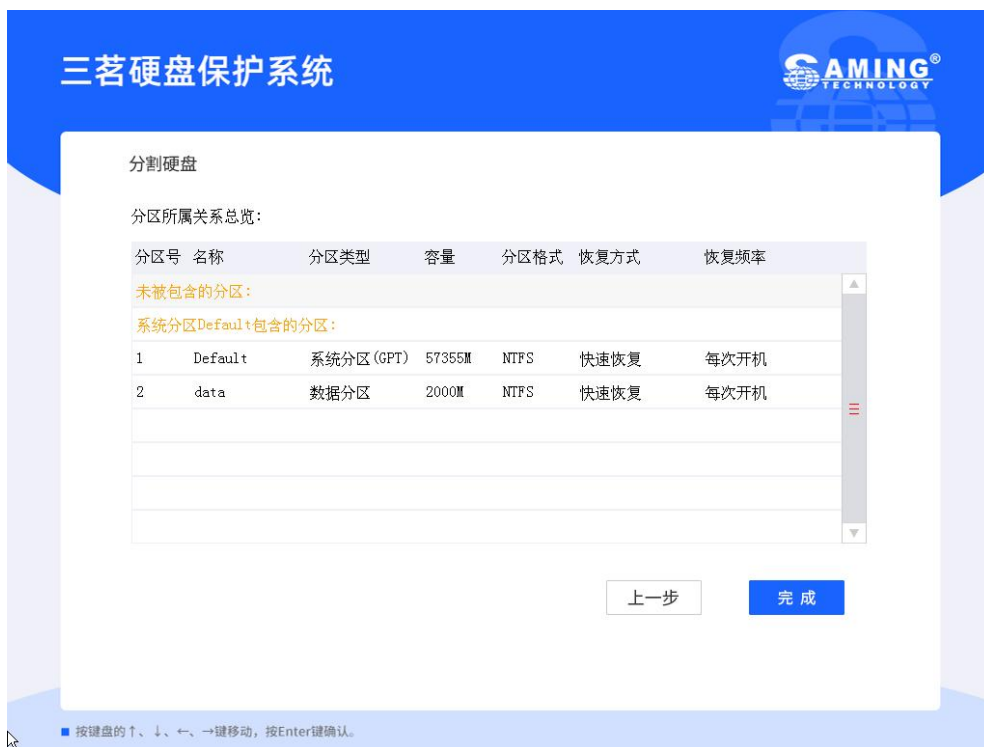 三茗硬盘保护系统
SAMING®
TECHNOLOGY
分割硬盘
分区所属关系总览:
分区号 名称 分区类型 容量 分区格式 恢复方式 恢复频率
未被包含的分区:
系统分区Default包含的分区:
1 Default 系统分区(GPT) 57355M NTFS 快速恢复 每次开机
2 data 数据分区 2000M NTFS 快速恢复 每次开机
上一步 完成
按键盘的↑、↓、←、→键移动, 按Enter键确认。